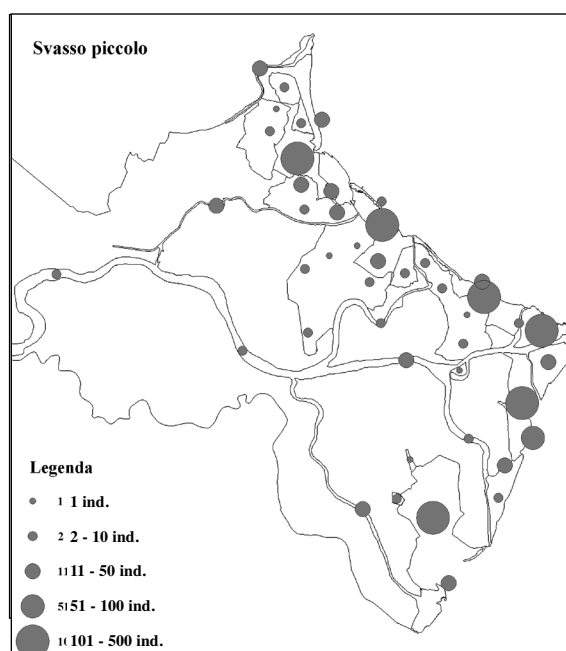 Svasso piccolo
Legenda
1 1 ind.
2 2 - 10 ind.
11 11 - 50 ind.
51 51 - 100 ind.
10 101 - 500 ind.